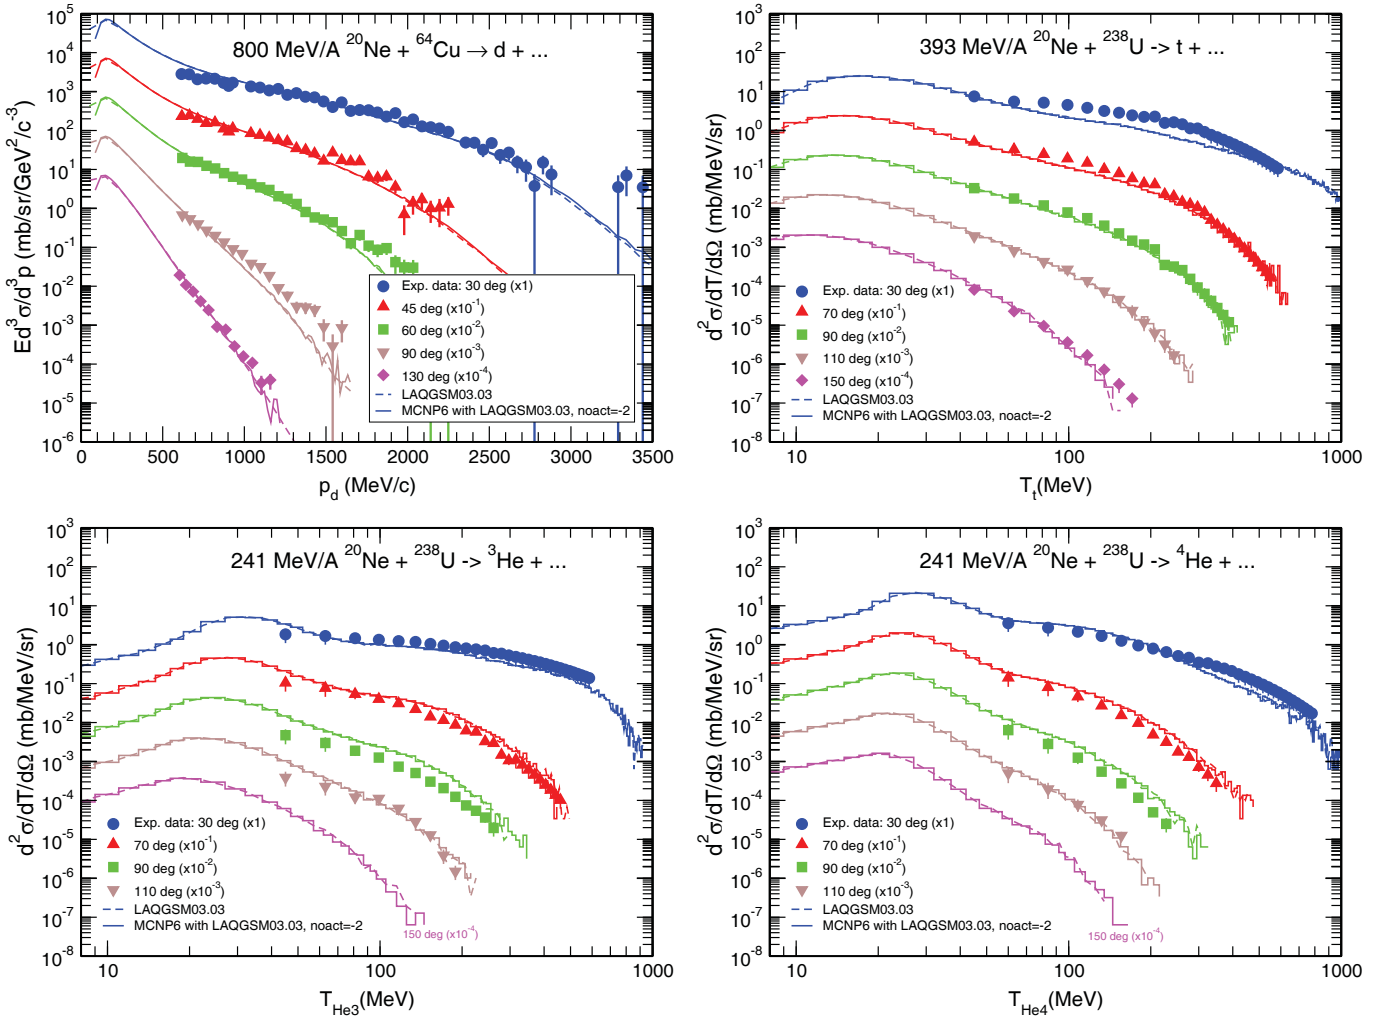 800 MeV/A ²⁰Ne + ⁶⁴Cu → d + ...
Ed³σ/d³p (mb/sr/GeV²/c⁻³)
10⁵
10⁴
10³
10²
10¹
10⁰
10⁻¹
10⁻²
10⁻³
10⁻⁴
10⁻⁵
10⁻⁶
Exp. data: 30 deg (x1)
45 deg (x10⁻¹)
60 deg (x10⁻²)
90 deg (x10⁻³)
130 deg (x10⁻⁴)
LAQGSM03.03
MCNP6 with LAQGSM03.03, noact=-2
0 500 1000 1500 2000 2500 3000 3500
p_d (MeV/c)
393 MeV/A ²⁰Ne + ²³⁸U -> t + ...
d²σ/dT/dΩ (mb/MeV/sr)
10³
10²
10¹
10⁰
10⁻¹
10⁻²
10⁻³
10⁻⁴
10⁻⁵
10⁻⁶
10⁻⁷
10⁻⁸
Exp. data: 30 deg (x1)
70 deg (x10⁻¹)
90 deg (x10⁻²)
110 deg (x10⁻³)
150 deg (x10⁻⁴)
LAQGSM03.03
MCNP6 with LAQGSM03.03, noact=-2
10 100 1000
T_t(MeV)
241 MeV/A ²⁰Ne + ²³⁸U -> ³He + ...
d²σ/dT/dΩ (mb/MeV/sr)
10³
10²
10¹
10⁰
10⁻¹
10⁻²
10⁻³
10⁻⁴
10⁻⁵
10⁻⁶
10⁻⁷
10⁻⁸
Exp. data: 30 deg (x1)
70 deg (x10⁻¹)
90 deg (x10⁻²)
110 deg (x10⁻³)
LAQGSM03.03
MCNP6 with LAQGSM03.03, noact=-2
150 deg (x10⁻⁴)
10 100 1000
T_He3(MeV)
241 MeV/A ²⁰Ne + ²³⁸U -> ⁴He + ...
d²σ/dT/dΩ (mb/MeV/sr)
10³
10²
10¹
10⁰
10⁻¹
10⁻²
10⁻³
10⁻⁴
10⁻⁵
10⁻⁶
10⁻⁷
10⁻⁸
Exp. data: 30 deg (x1)
70 deg (x10⁻¹)
90 deg (x10⁻²)
110 deg (x10⁻³)
LAQGSM03.03
MCNP6 with LAQGSM03.03, noact=-2
150 deg (x10⁻⁴)
10 100 1000
T_He4(MeV)